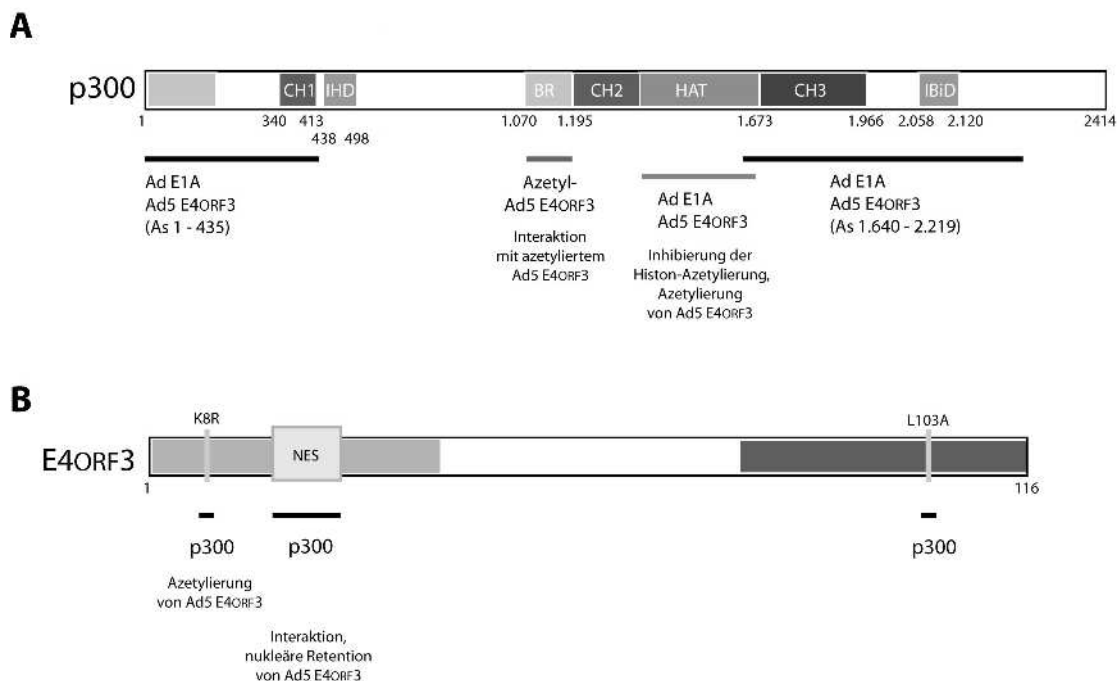 A
p300
CH1 IHD BR CH2 HAT CH3 IBiD
1 340 413 1.070 1.195 1.673 1.966 2.058 2.120 2414
438 498
Ad E1A
Ad5 E4ORF3
(As 1 - 435)
Azetyl-
Ad5 E4ORF3
Interaktion
mit azetyliertem
Ad5 E4ORF3
Ad E1A
Ad5 E4ORF3
Inhibierung der
Histon-Azetylierung,
Azetylierung
von Ad5 E4ORF3
Ad E1A
Ad5 E4ORF3
(As 1.640 - 2.219)
B
K8R L103A
E4ORF3
NES
1 116
p300 p300 p300
Azetylierung
von Ad5 E4ORF3
Interaktion,
nukleäre Retention
von Ad5 E4ORF3